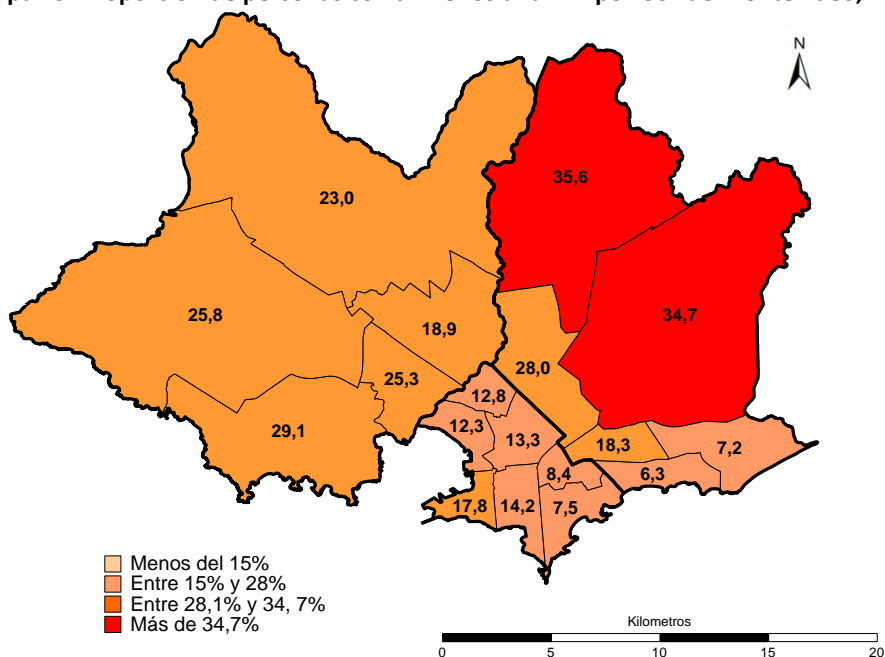 N
35,6
23,0
34,7
25,8
18,9
28,0
25,3
12,8
29,1
12,3
13,3
18,3
7,2
8,4
6,3
17,8
14,2
7,5
Menos del 15%
Entre 15% y 28%
Entre 28,1% y 34, 7%
Más de 34,7%
Kilometros
0 5 10 15 20